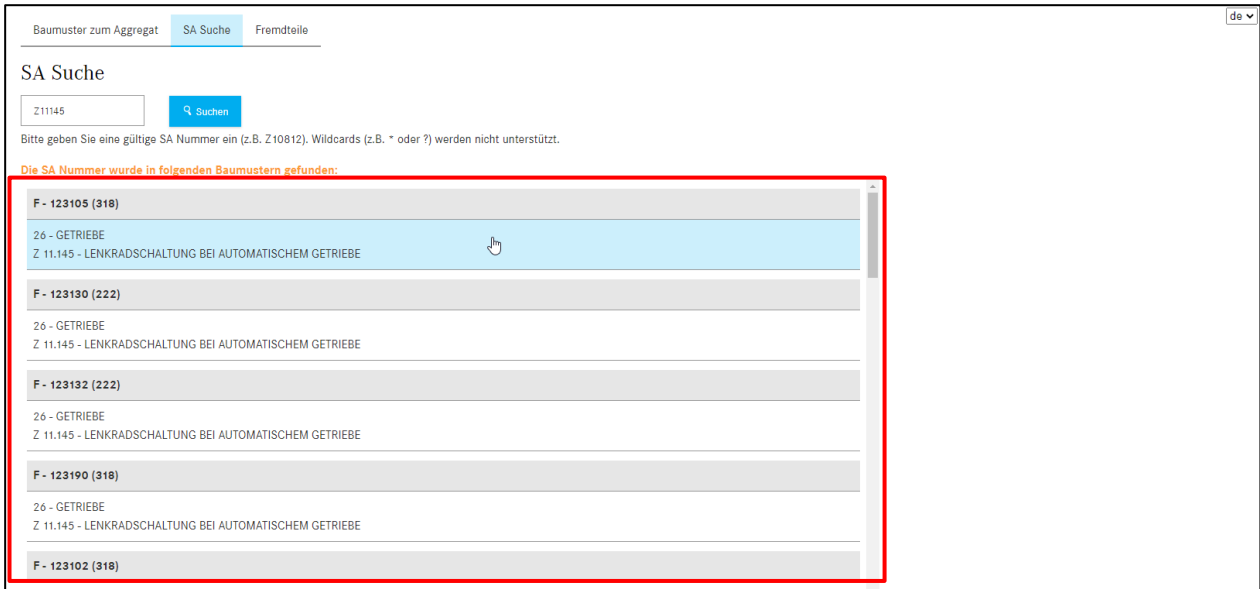 Baumuster zum Aggregat SA Suche Fremdteile de
SA Suche
Z11145 Suchen
Bitte geben Sie eine gültige SA Nummer ein (z.B. Z10812). Wildcards (z.B. * oder ?) werden nicht unterstützt.
Die SA Nummer wurde in folgenden Baumustern gefunden:
F - 123105 (318)
26 - GETRIEBE
Z 11.145 - LENKRADSCHALTUNG BEI AUTOMATISCHEM GETRIEBE
F - 123130 (222)
26 - GETRIEBE
Z 11.145 - LENKRADSCHALTUNG BEI AUTOMATISCHEM GETRIEBE
F - 123132 (222)
26 - GETRIEBE
Z 11.145 - LENKRADSCHALTUNG BEI AUTOMATISCHEM GETRIEBE
F - 123190 (318)
26 - GETRIEBE
Z 11.145 - LENKRADSCHALTUNG BEI AUTOMATISCHEM GETRIEBE
F - 123102 (318)